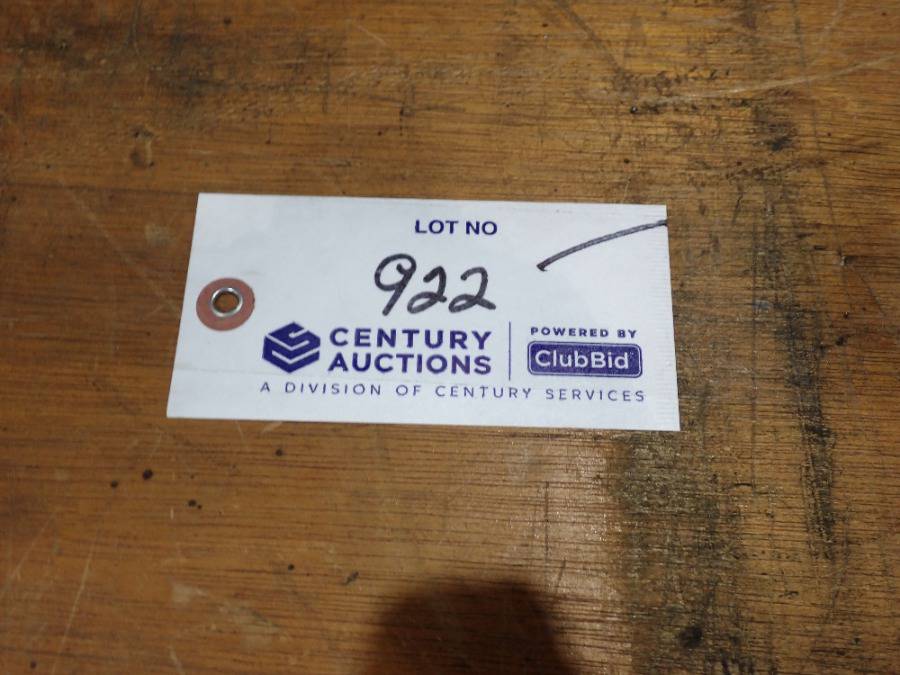 LOT NO
922
CENTURY AUCTIONS
POWERED BY
ClubBid
A DIVISION OF CENTURY SERVICES